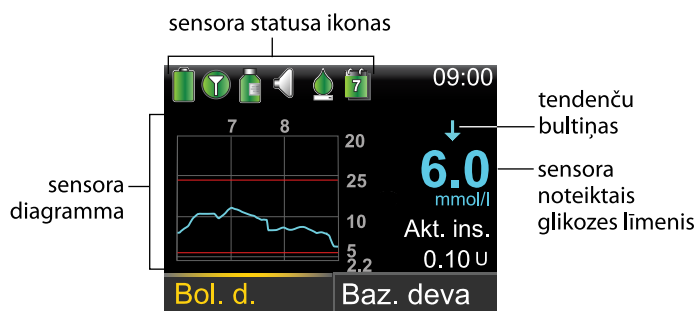 sensora statusa ikonas
7
09:00
tendenču
bultiņas
7 8
20
25
10
5
2.2
6.0
mmol/l
sensora
diagramma
sensora
noteiktais
glikozes līmenis
Akt. ins.
0.10 U
Bol. d.
Baz. deva